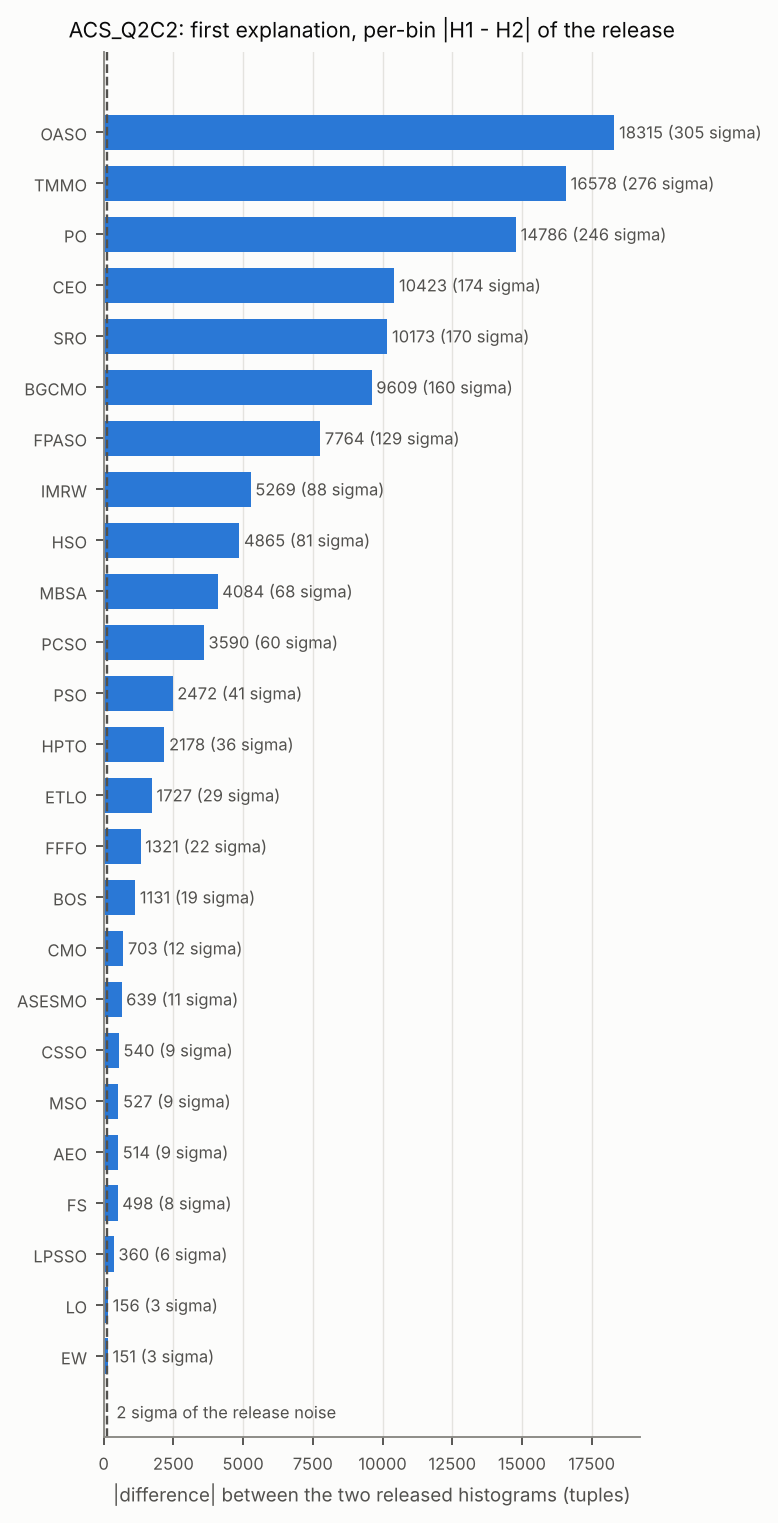 ACS_Q2C2: first explanation, per-bin |H1 - H2| of the release
OASO 18315 (305 sigma)
TMMO 16578 (276 sigma)
PO 14786 (246 sigma)
CEO 10423 (174 sigma)
SRO 10173 (170 sigma)
BGCMO 9609 (160 sigma)
FPASO 7764 (129 sigma)
IMRW 5269 (88 sigma)
HSO 4865 (81 sigma)
MBSA 4084 (68 sigma)
PCSO 3590 (60 sigma)
PSO 2472 (41 sigma)
HPTO 2178 (36 sigma)
ETLO 1727 (29 sigma)
FFFO 1321 (22 sigma)
BOS 1131 (19 sigma)
CMO 703 (12 sigma)
ASESMO 639 (11 sigma)
CSSO 540 (9 sigma)
MSO 527 (9 sigma)
AEO 514 (9 sigma)
FS 498 (8 sigma)
LPSSO 360 (6 sigma)
LO 156 (3 sigma)
EW 151 (3 sigma)
2 sigma of the release noise
0 2500 5000 7500 10000 12500 15000 17500
|difference| between the two released histograms (tuples)